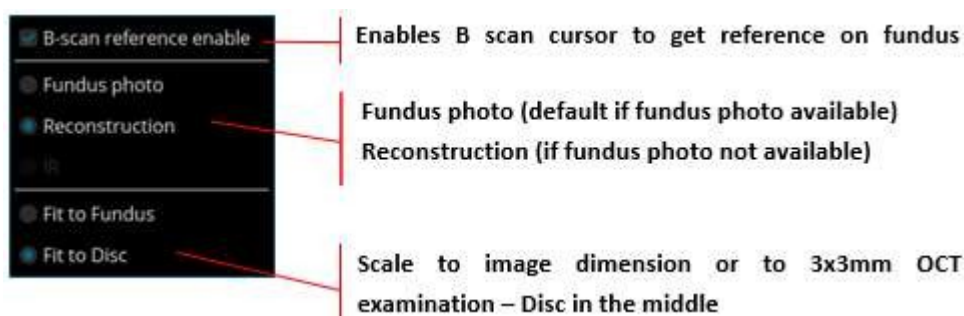 B-scan reference enable
Enables B scan cursor to get reference on fundus
Fundus photo
Reconstruction
IR
Fundus photo (default if fundus photo available)
Reconstruction (if fundus photo not available)
Fit to Fundus
Fit to Disc
Scale to image dimension or to 3x3mm OCT
examination – Disc in the middle